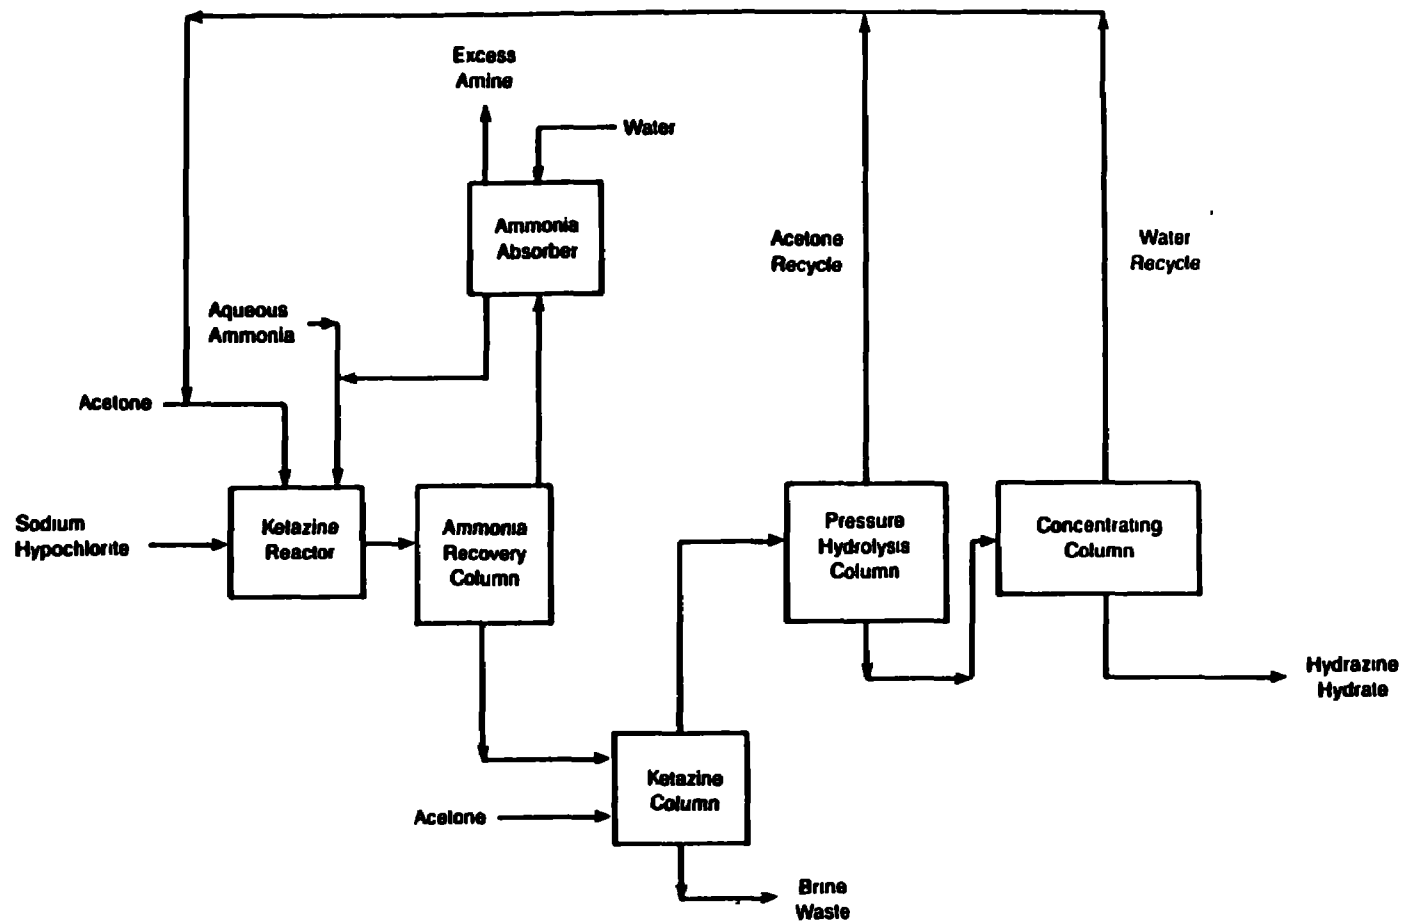 Excess
Amine
Water
Ammonia
Absorber
Acetone
Recycle
Water
Recycle
Aqueous
Ammonia
Acetone
Sodium
Hypochlorite
Ketazine
Reactor
Ammonia
Recovery
Column
Pressure
Hydrolysis
Column
Concentrating
Column
Hydrazine
Hydrate
Ketazine
Column
Acetone
Brine
Waste